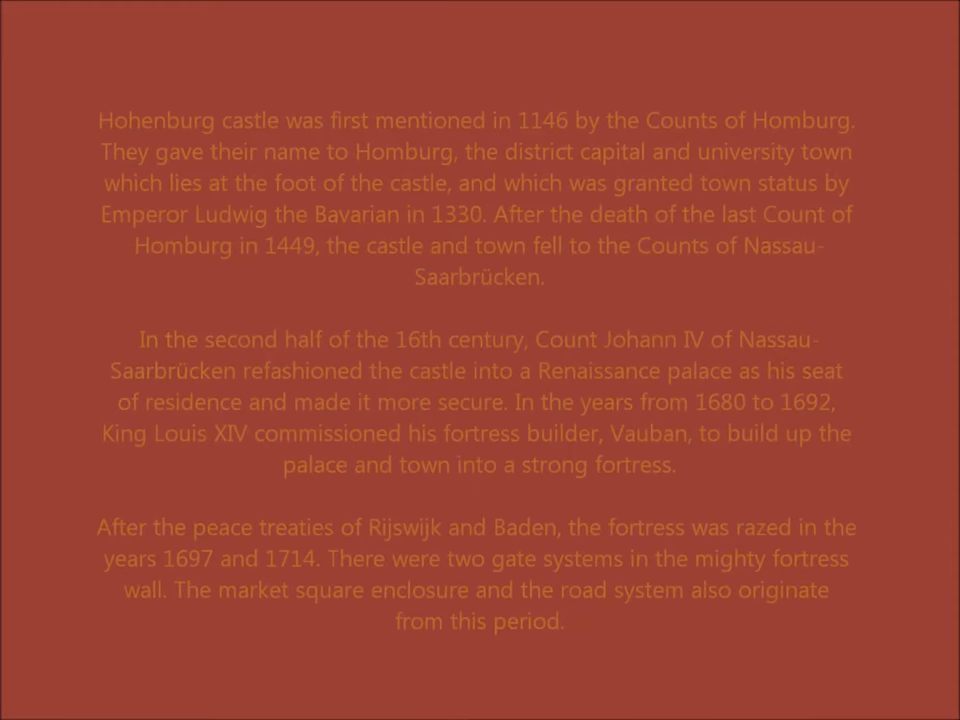 Hohenburg castle was first mentioned in 1146 by the Counts of Homburg.
They gave their name to Homburg, the district capital and university town
which lies at the foot of the castle, and which was granted town status by
Emperor Ludwig the Bavarian in 1330. After the death of the last Count of
Homburg in 1449, the castle and town fell to the Counts of Nassau-
Saarbrücken.
In the second half of the 16th century, Count Johann IV of Nassau-
Saarbrücken refashioned the castle into a Renaissance palace as his seat
of residence and made it more secure. In the years from 1680 to 1692,
King Louis XIV commissioned his fortress builder, Vauban, to build up the
palace and town into a strong fortress.
After the peace treaties of Rijswijk and Baden, the fortress was razed in the
years 1697 and 1714. There were two gate systems in the mighty fortress
wall. The market square enclosure and the road system also originate
from this period.